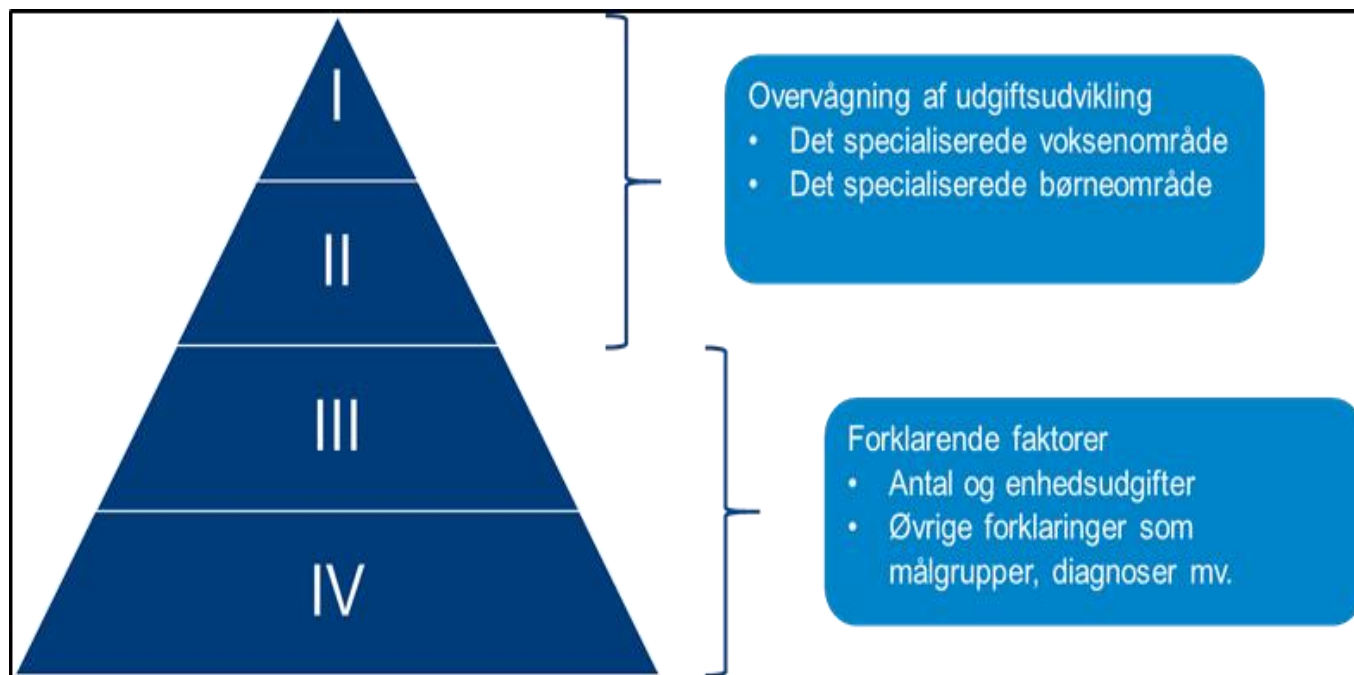 I
II
III
IV
Overvågning af udgiftsudvikling
• Det specialiserede voksenområde
• Det specialiserede børneområde
Forklarende faktorer
• Antal og enhedsudgifter
• Øvrige forklaringer som
målgrupper, diagnoser mv.